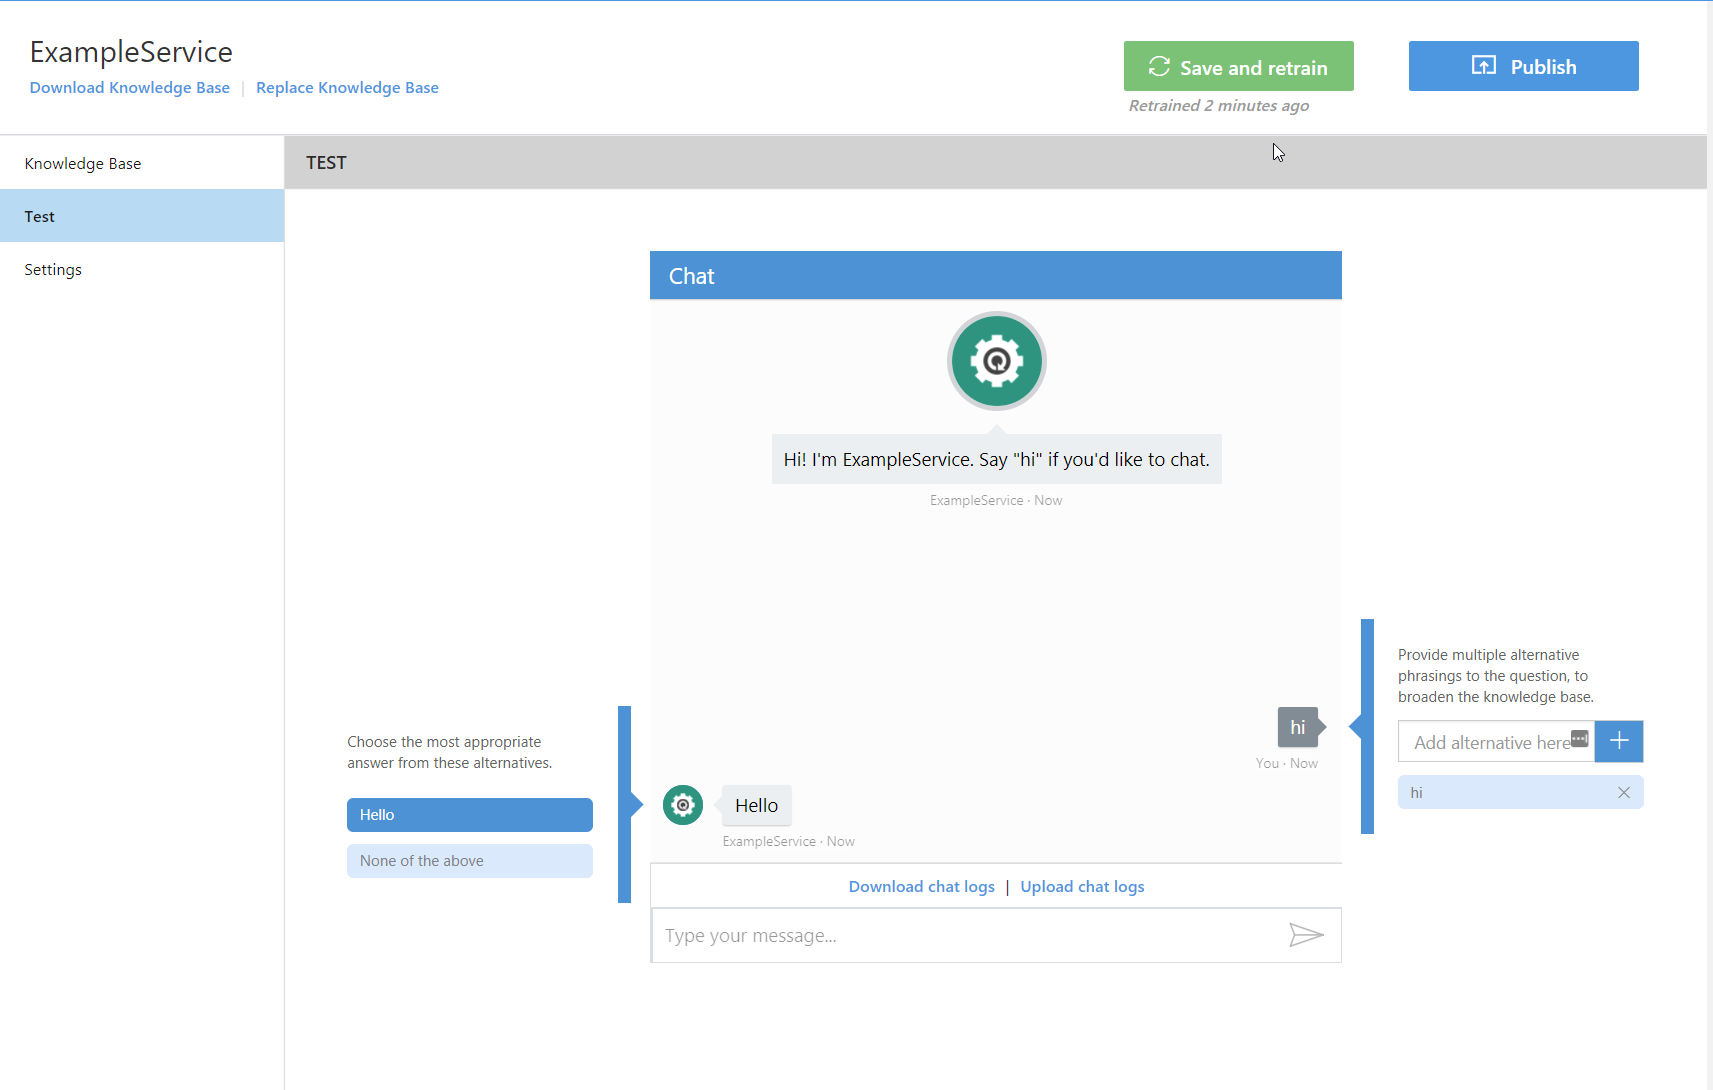 ExampleService
Download Knowledge Base | Replace Knowledge Base
Save and retrain
Retrained 2 minutes ago
Publish
Knowledge Base
Test
Settings
TEST
Chat
Hi! I'm ExampleService. Say "hi" if you'd like to chat.
ExampleService · Now
hi
You · Now
Hello
ExampleService · Now
Choose the most appropriate
answer from these alternatives.
Hello
None of the above
Provide multiple alternative
phrasings to the question, to
broaden the knowledge base.
Add alternative here
hi
Download chat logs | Upload chat logs
Type your message...